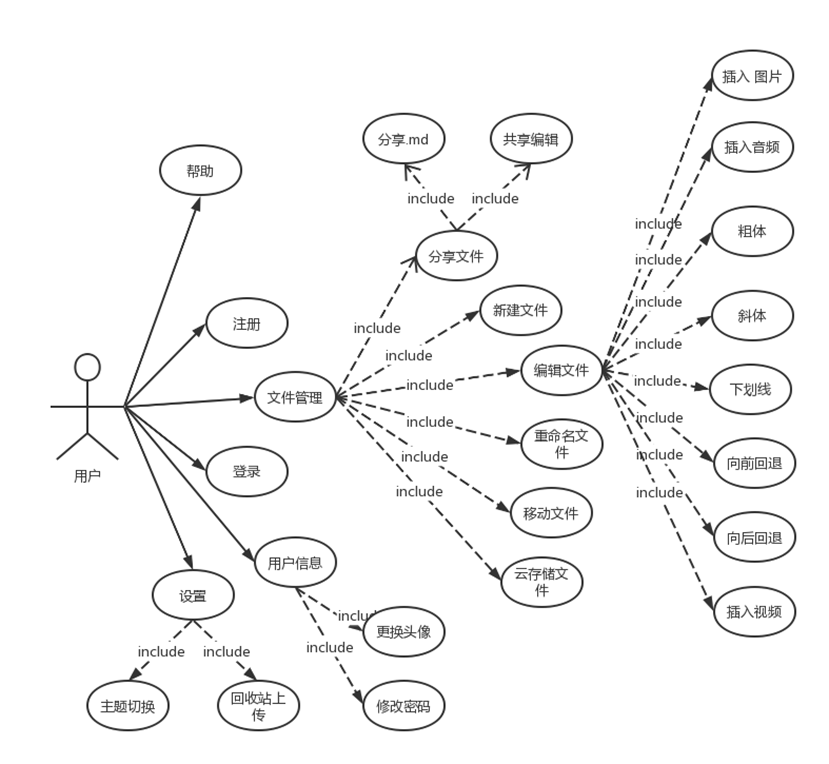 插入 图片
分享.md
共享编辑
插入音频
帮助
include
include
include
粗体
分享文件
include
include
新建文件
include
斜体
注册
include
include
编辑文件
include
include
下划线
文件管理
include
include
重命名文
件
include
向前回退
用户
登录
include
include
include
移动文件
向后回退
用户信息
云存储文
件
设置
include
更换头像
插入视频
include
include
include
主题切换
回收站上
传
修改密码